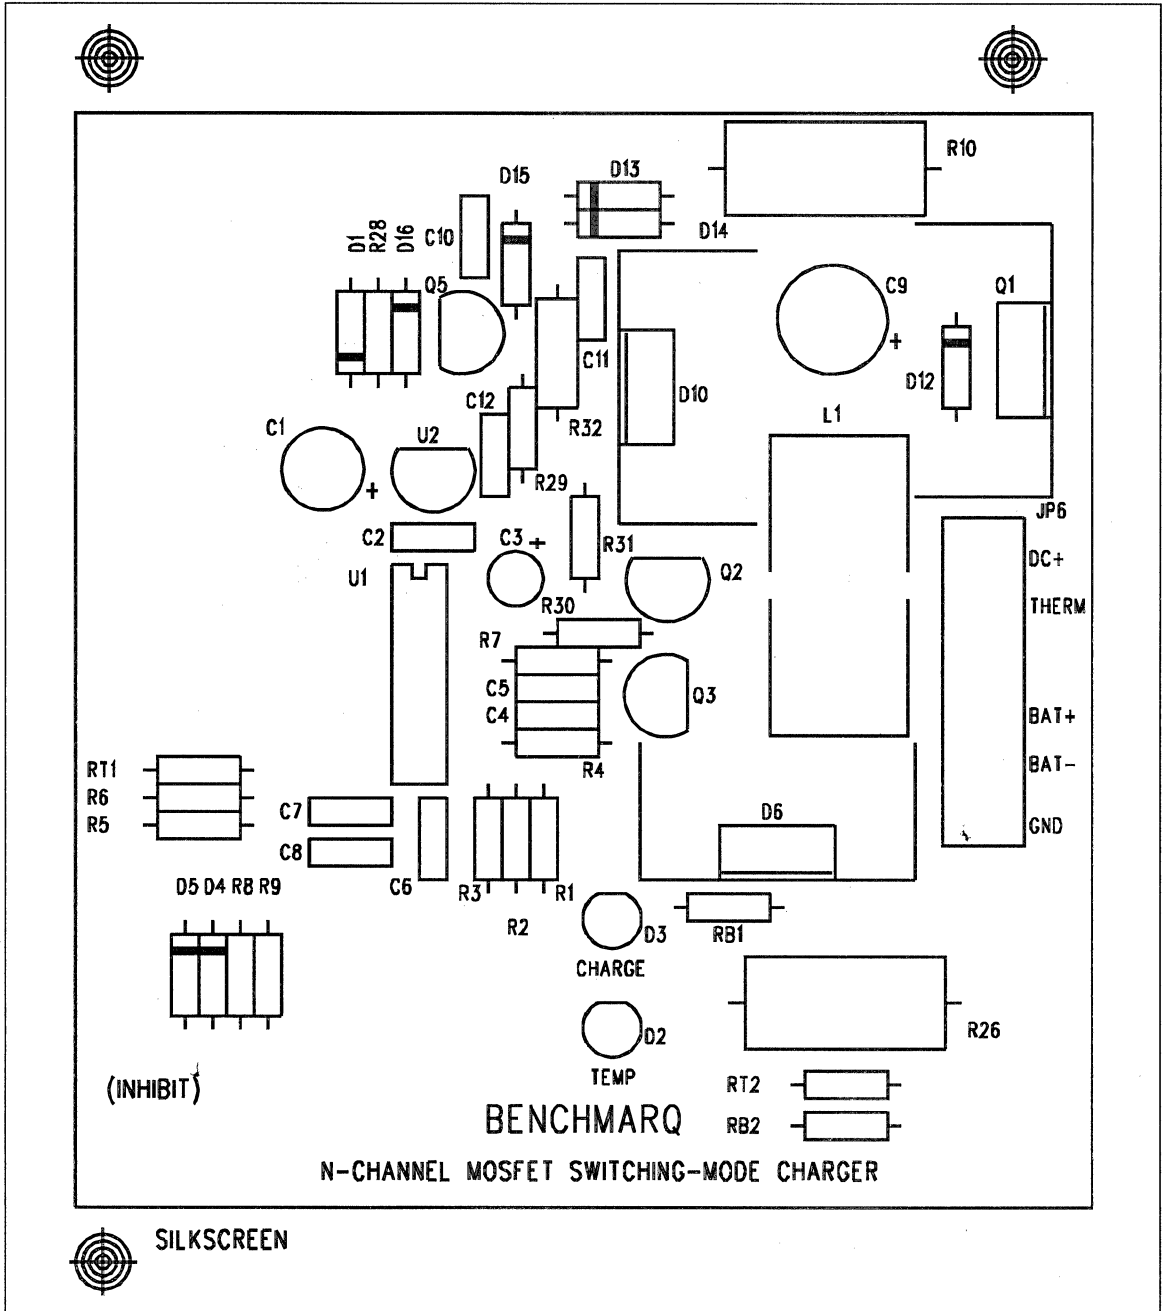 R10
D15
D13
D14
D1
R28
D16
C10
Q5
C9
Q1
+
C11
D12
D10
C12
L1
C1
U2
R32
R29
+
JP6
C2
C3 +
R31
DC+
U1
Q2
R30
THERM
R7
C5
Q3
C4
BAT+
R4
BAT-
RT1
R6
R5
C7
D6
GND
C8
C6
R3
R1
D5 D4 R8 R9
R2
D3
RB1
CHARGE
R26
D2
TEMP
RT2
(INHIBIT)
BENCHMARQ
RB2
N-CHANNEL MOSFET SWITCHING-MODE CHARGER
SILKSCREEN